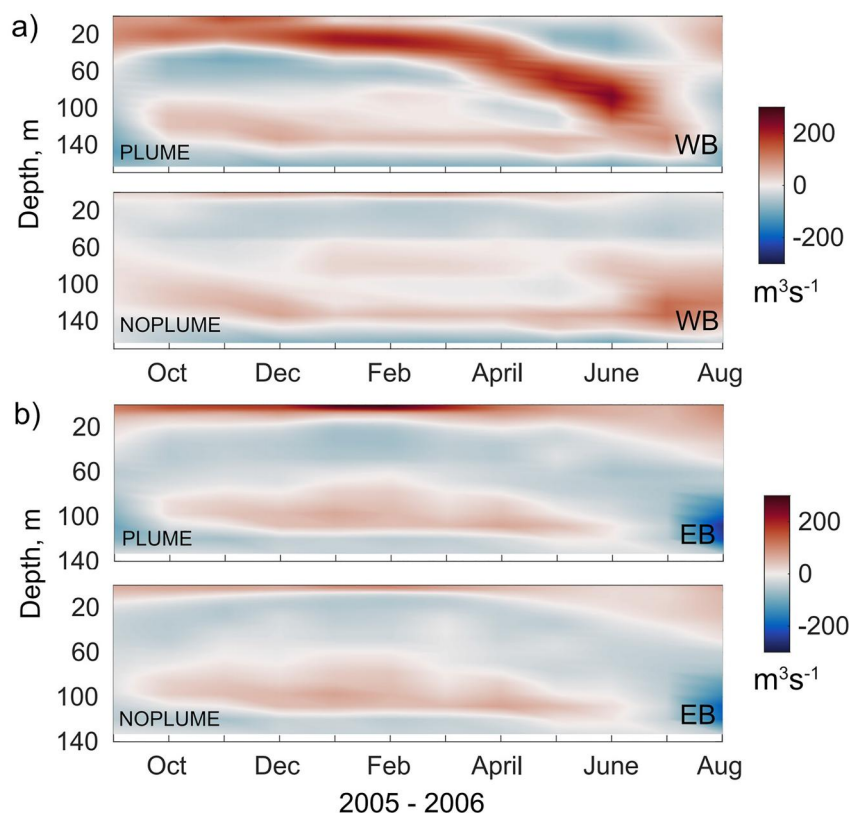 a)
20
60
100
140
PLUME
WB
20
60
100
140
NOPLUME
WB
Depth, m
Oct Dec Feb April June Aug
200
0
-200
m³s⁻¹
b)
20
60
100
140
PLUME
EB
20
60
100
140
NOPLUME
EB
Depth, m
Oct Dec Feb April June Aug
2005 - 2006
200
0
-200
m³s⁻¹